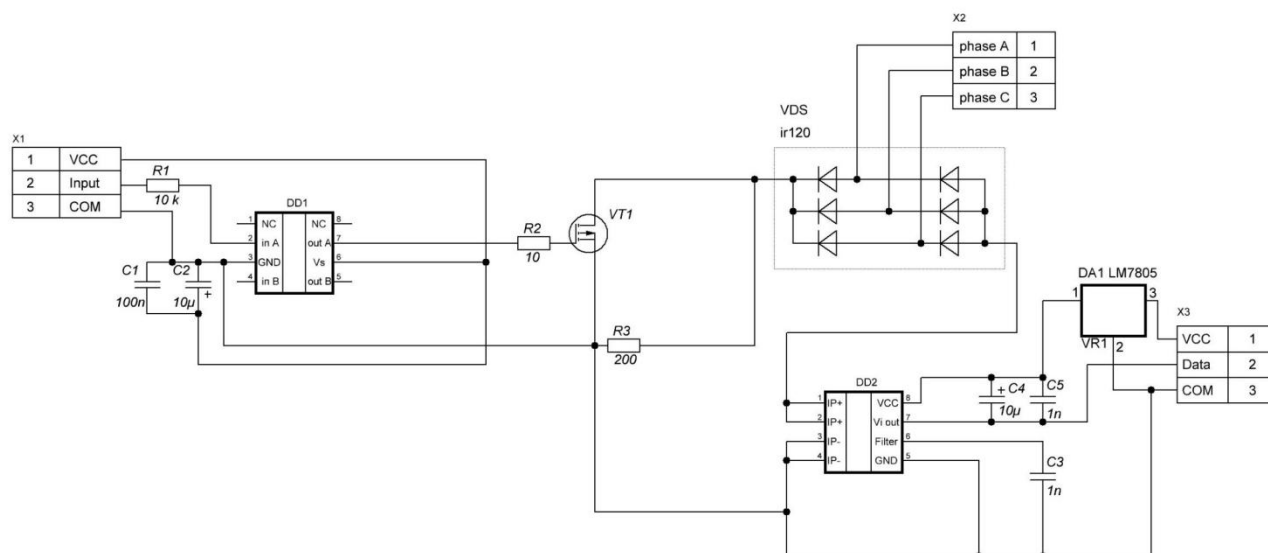 X2
phase A 1
phase B 2
phase C 3
VDS
ir120
X1
1 VCC
2 Input
3 COM
R1
10 k
DD1
1 NC NC 8
2 in A out A 7
3 GND Vs 6
4 in B out B 5
C1
100n
C2
+
10µ
R2
10
VT1
R3
200
DA1 LM7805
1 3
VR1 2
X3
VCC 1
Data 2
COM 3
DD2
1 IP+ VCC 8
2 IP+ Vi out 7
3 IP- Filter 6
4 IP- GND 5
+ C4
10µ
C5
1n
C3
1n